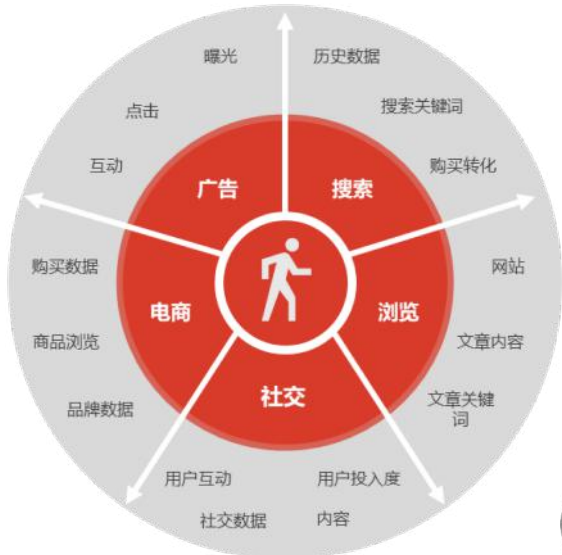 曝光
历史数据
点击
搜索关键词
互动
购买转化
广告
搜索
购买数据
网站
电商
浏览
商品浏览
文章内容
品牌数据
社交
文章关键
词
用户互动
用户投入度
社交数据
内容